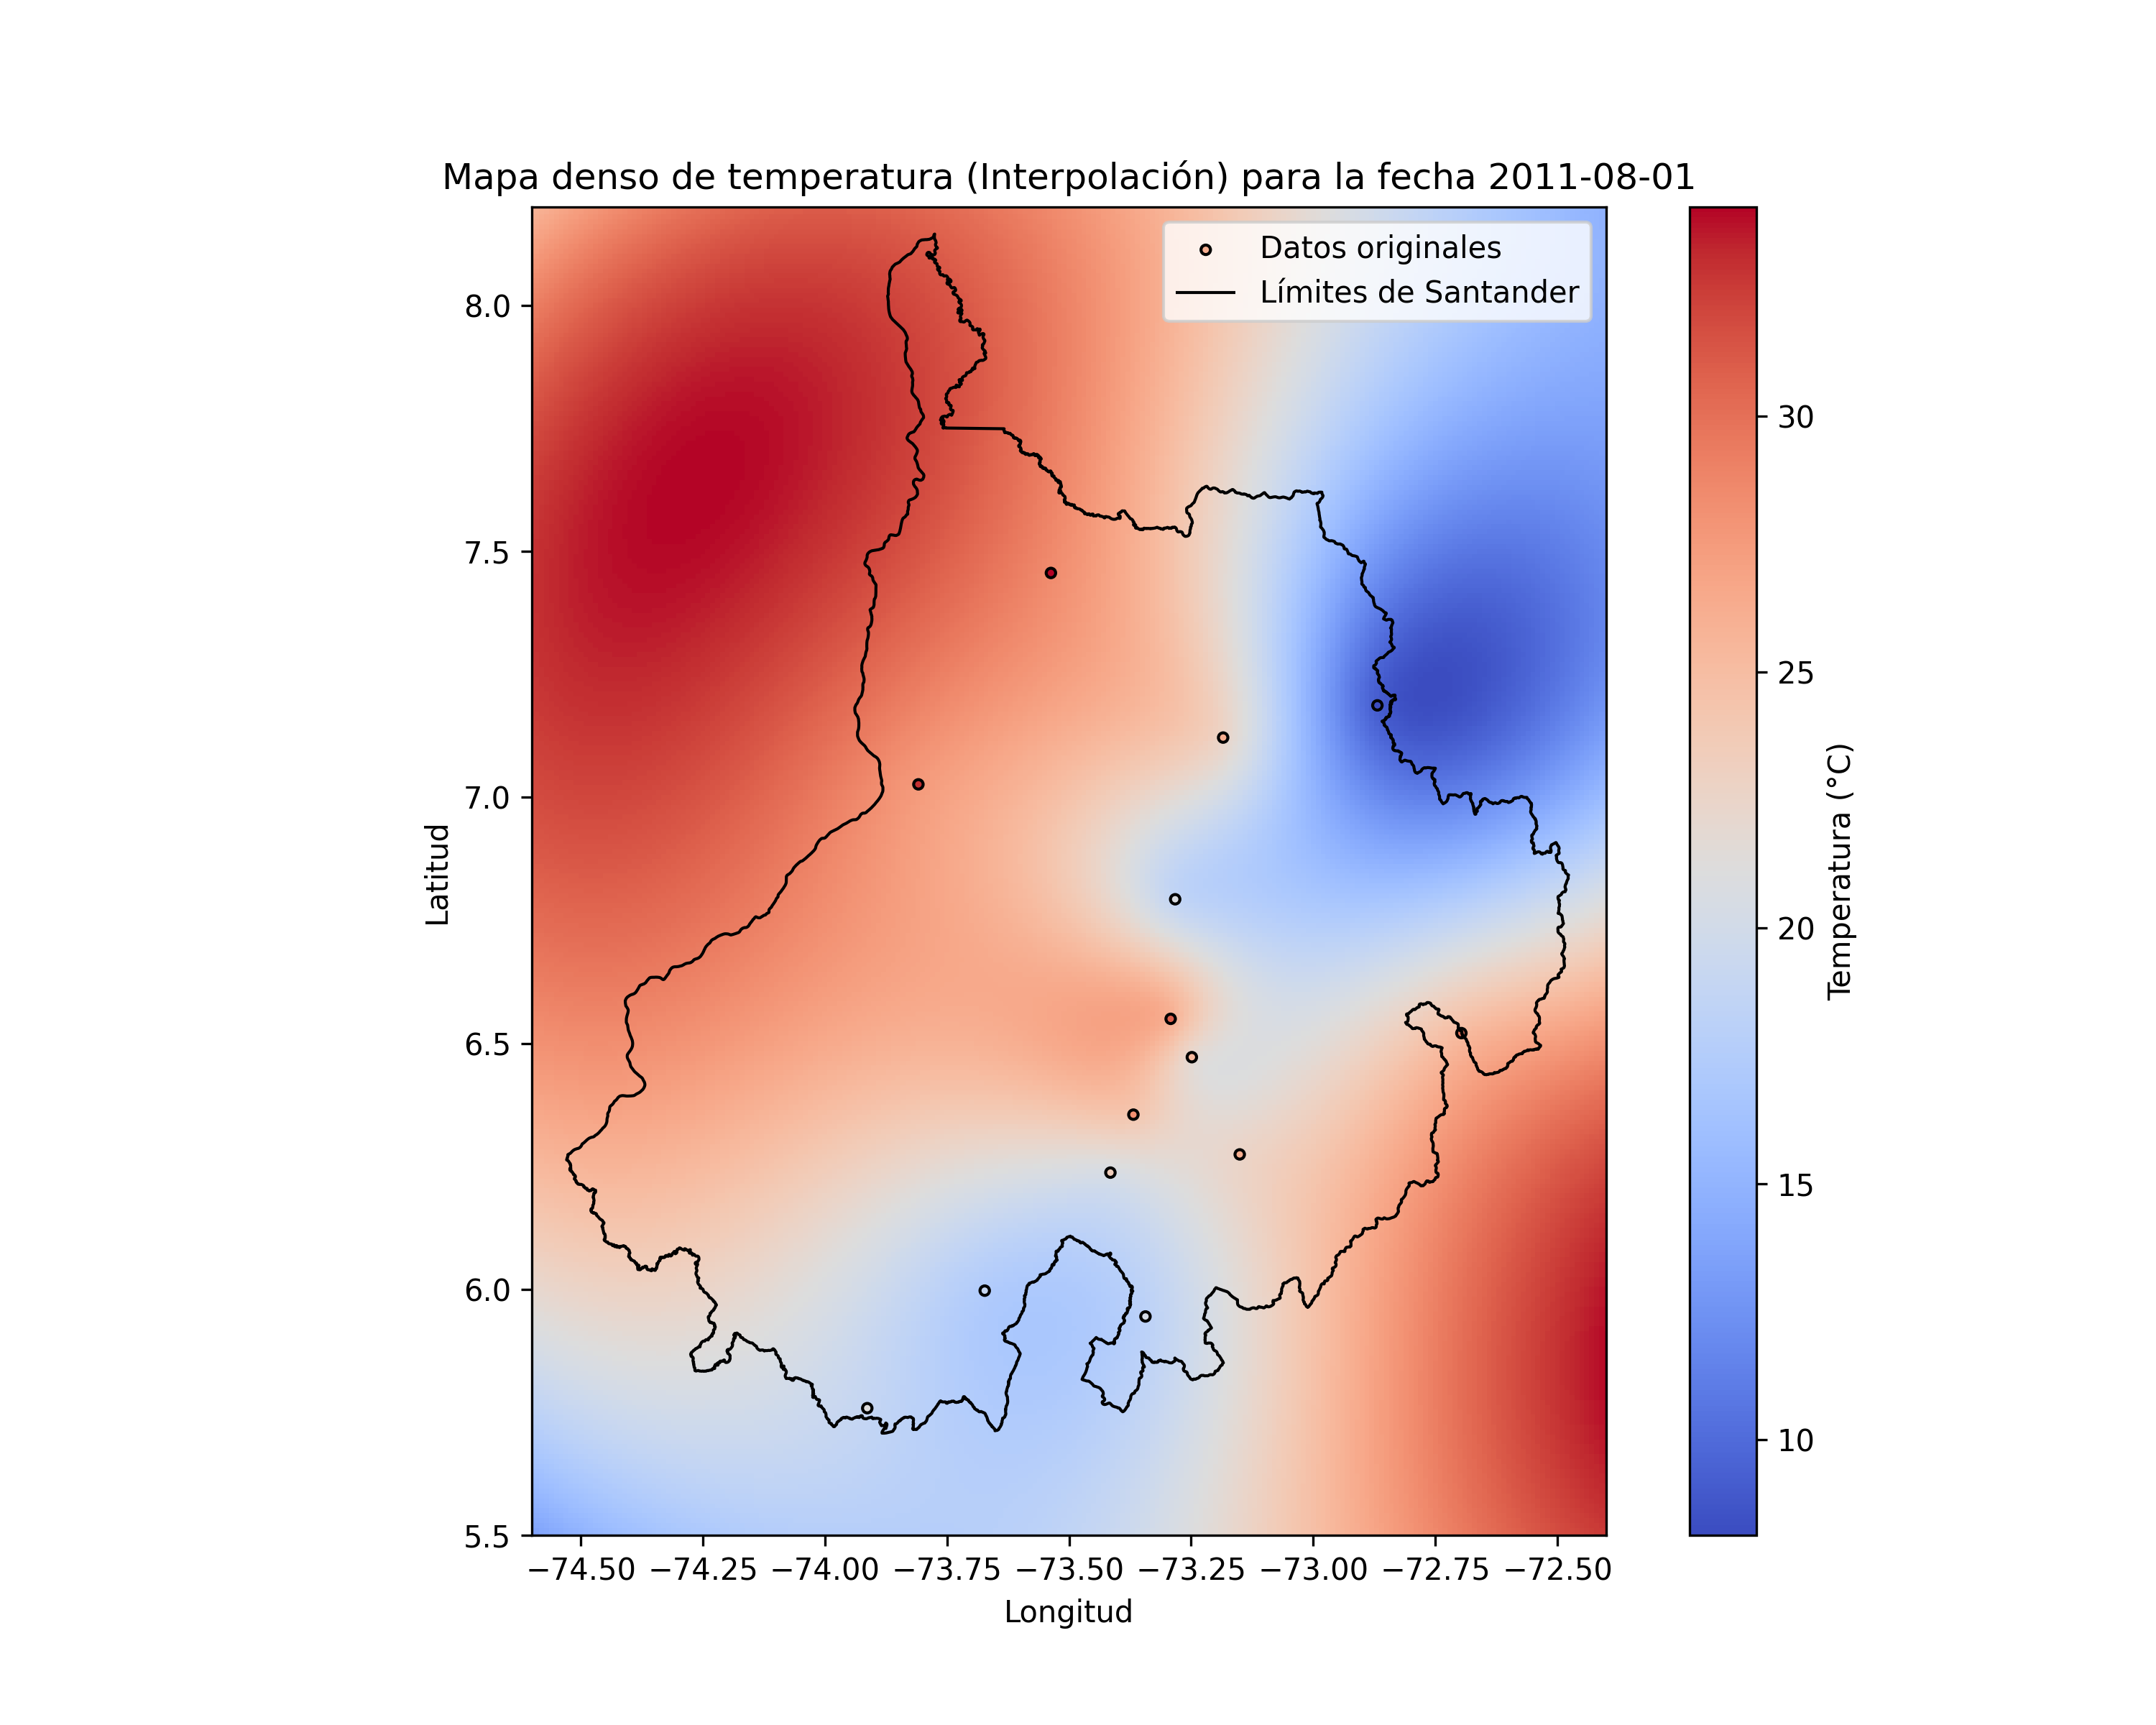 Mapa denso de temperatura (Interpolación) para la fecha 2011-08-01
Datos originales
Límites de Santander
8.0
7.5
7.0
6.5
6.0
5.5
Latitud
−74.50 −74.25 −74.00 −73.75 −73.50 −73.25 −73.00 −72.75 −72.50
Longitud
30
25
20
15
10
Temperatura (°C)